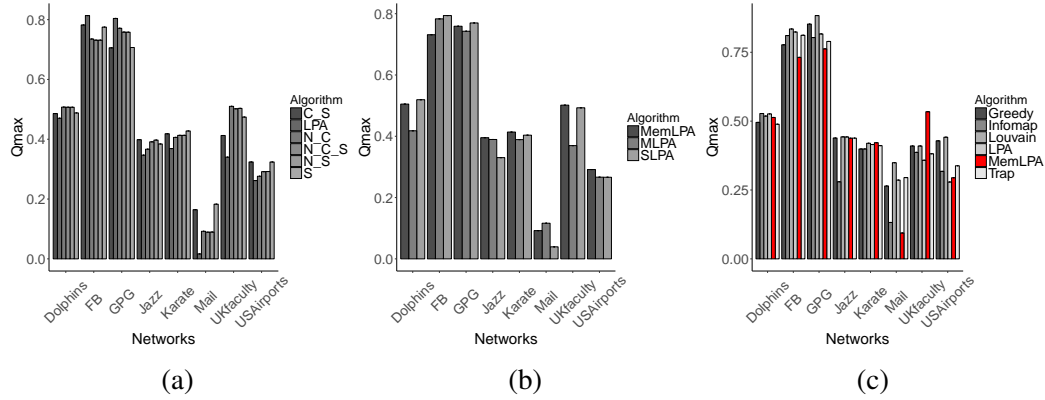 0.8
0.6
0.4
0.2
0.0
Qmax
Dolphins
FB
GPG
Jazz
Karate
Mail
UKfaculty
USAirports
Networks
Algorithm
C_S
LPA
N_C
N_C_S
N_S
S
(a)
0.8
0.6
0.4
0.2
0.0
Qmax
Dolphins
FB
GPG
Jazz
Karate
Mail
UKfaculty
USAirports
Networks
Algorithm
MemLPA
MLPA
SLPA
(b)
0.75
0.50
0.25
0.00
Qmax
Dolphins
FB
GPG
Jazz
Karate
Mail
UKfaculty
USAirports
Networks
Algorithm
Greedy
Infomap
Louvain
LPA
MemLPA
Trap
(c)